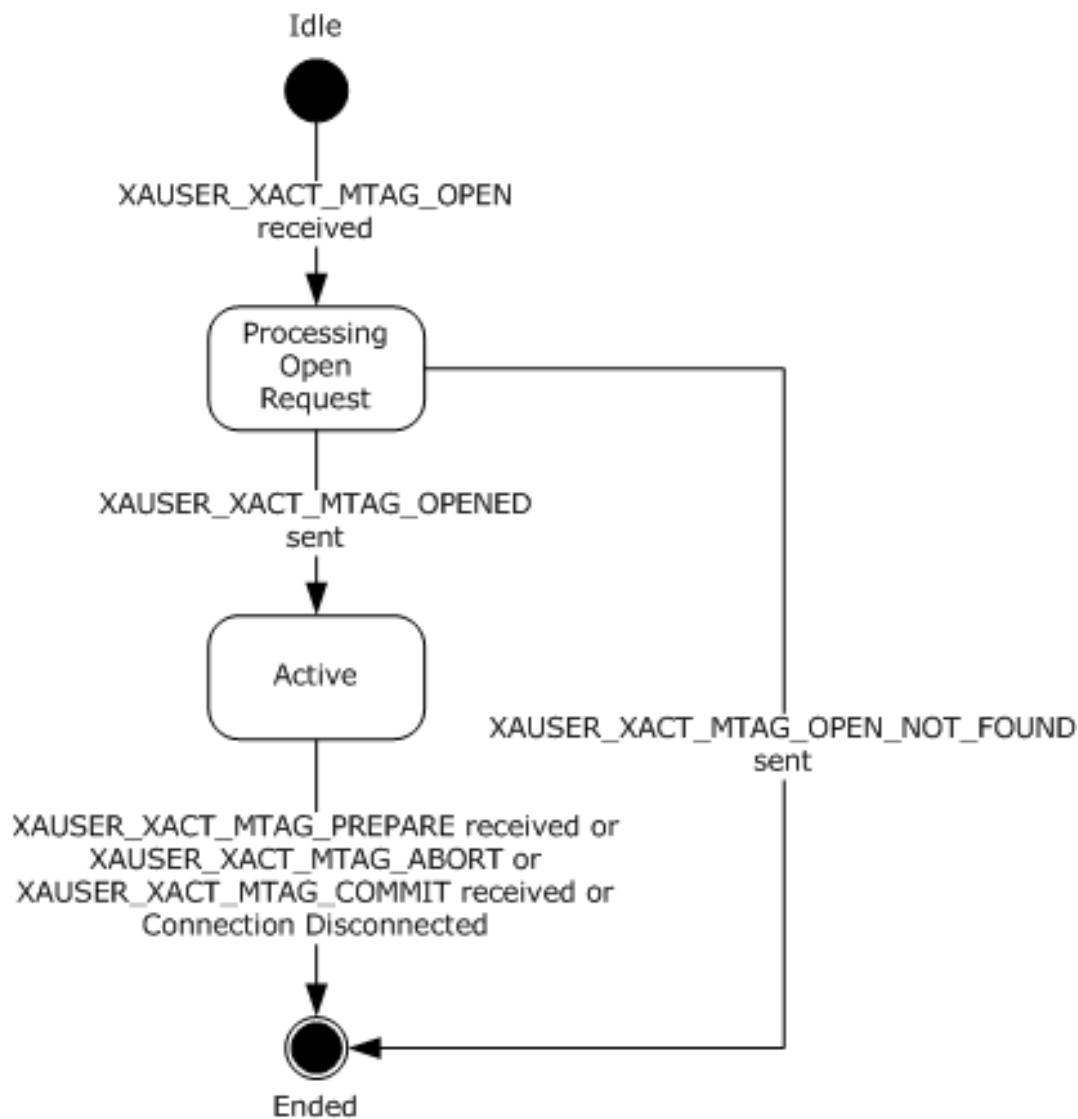 Idle
XAUSER_XACT_MTAG_OPEN
received
Processing
Open
Request
XAUSER_XACT_MTAG_OPENED
sent
Active
XAUSER_XACT_MTAG_OPEN_NOT_FOUND
sent
XAUSER_XACT_MTAG_PREPARE received or
XAUSER_XACT_MTAG_ABORT or
XAUSER_XACT_MTAG_COMMIT received or
Connection Disconnected
Ended